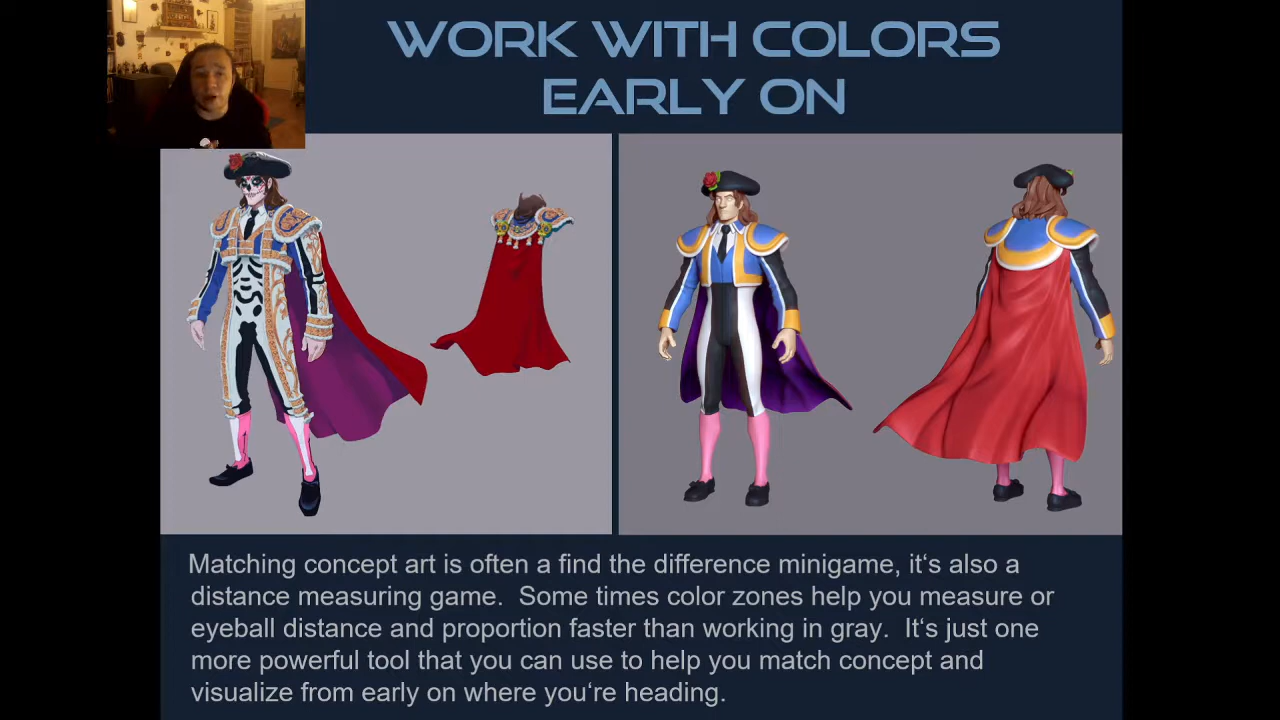 WORK WITH COLORS
EARLY ON
Matching concept art is often a find the difference minigame, it‘s also a
distance measuring game.  Some times color zones help you measure or
eyeball distance and proportion faster than working in gray.  It‘s just one
more powerful tool that you can use to help you match concept and
visualize from early on where you‘re heading.